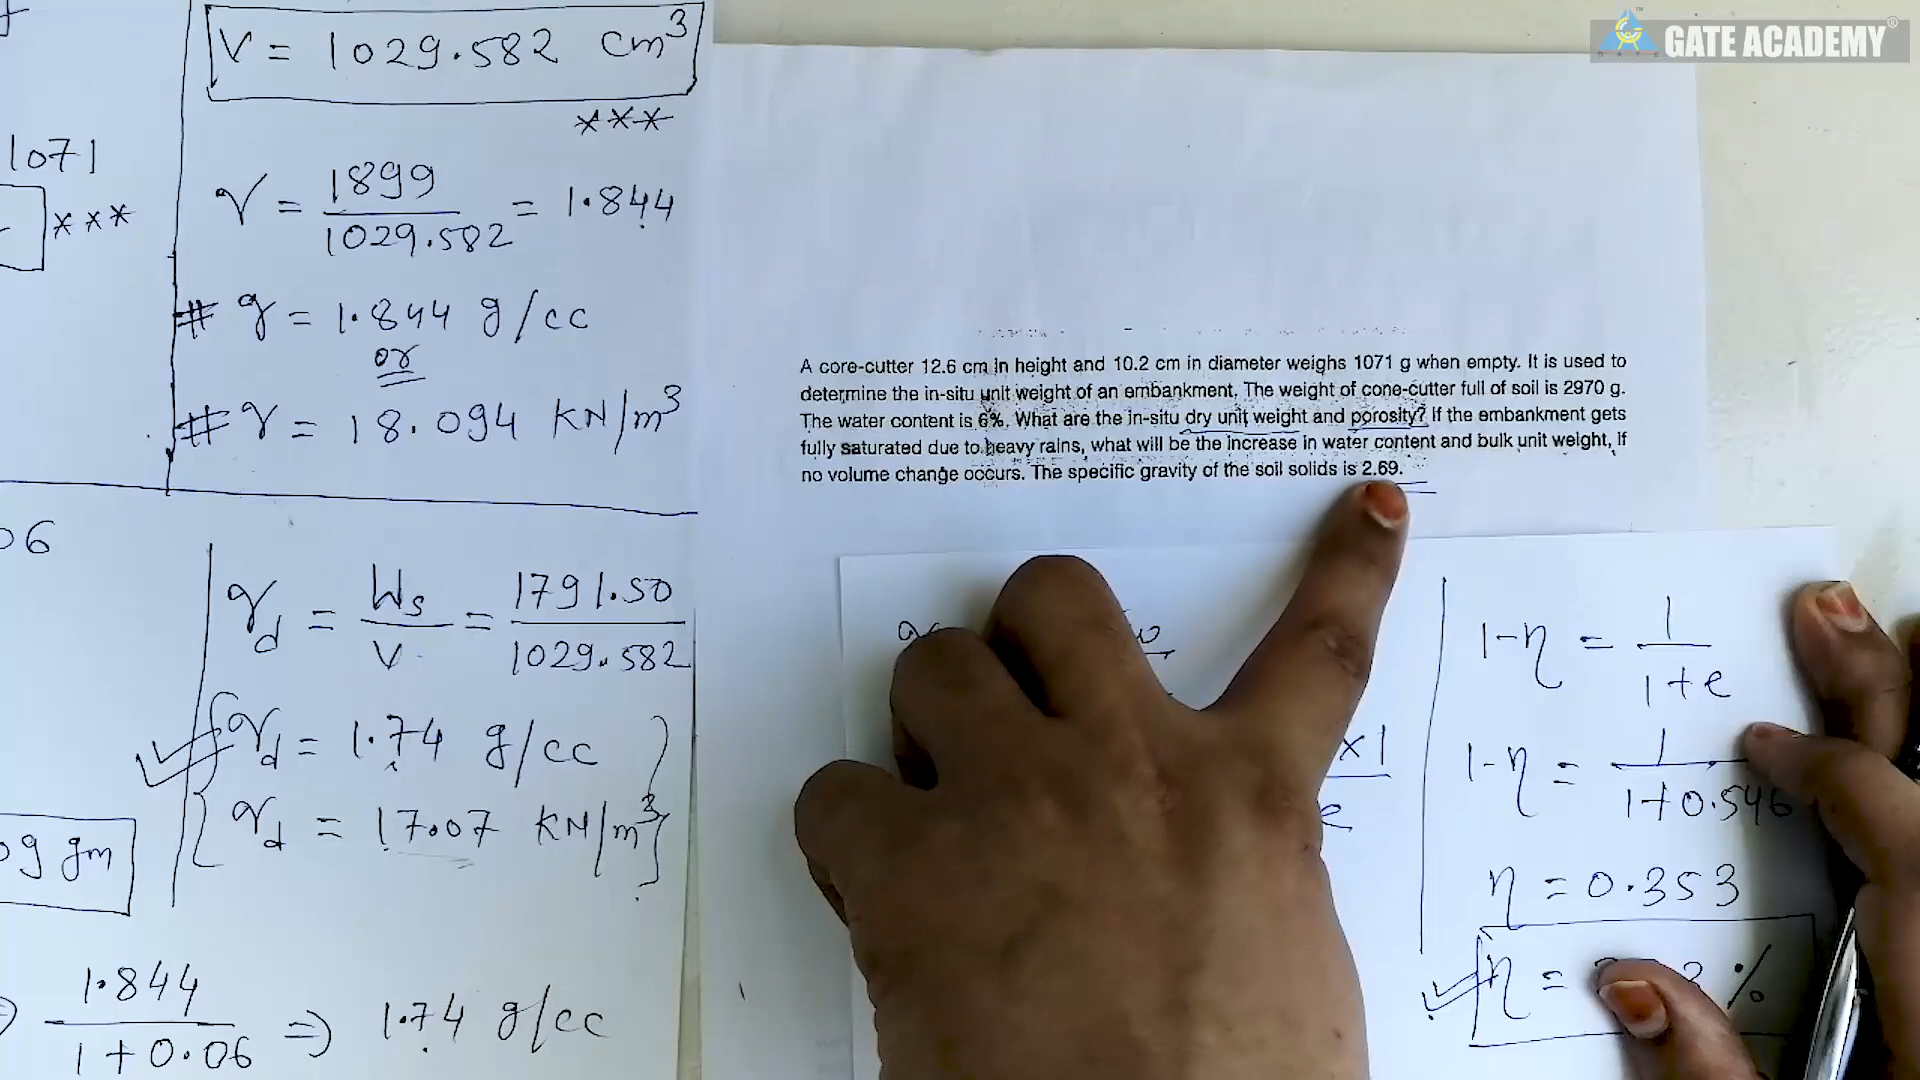 GATE ACADEMY
V = 1029.582 cm³
***
1071
***
γ = 1899 / 1029.582 = 1.844
# γ = 1.844 g/cc
or
# γ = 18.094 KN/m³
06
γd = Ws / V = 1791.50 / 1029.582
γd = 1.74 g/cc
γd = 17.07 KN/m³
gm
1.844 / 1+0.06 => 1.74 g/cc
A core-cutter 12.6 cm in height and 10.2 cm in diameter weighs 1071 g when empty. It is used to
determine the in-situ unit weight of an embankment. The weight of cone-cutter full of soil is 2970 g.
The water content is 6%. What are the in-situ dry unit weight and porosity? If the embankment gets
fully saturated due to heavy rains, what will be the increase in water content and bulk unit weight, if
no volume change occurs. The specific gravity of the soil solids is 2.69.
×1
e
1-η = 1 / 1+e
1-η = 1 / 1+0.546
η = 0.353
η = %